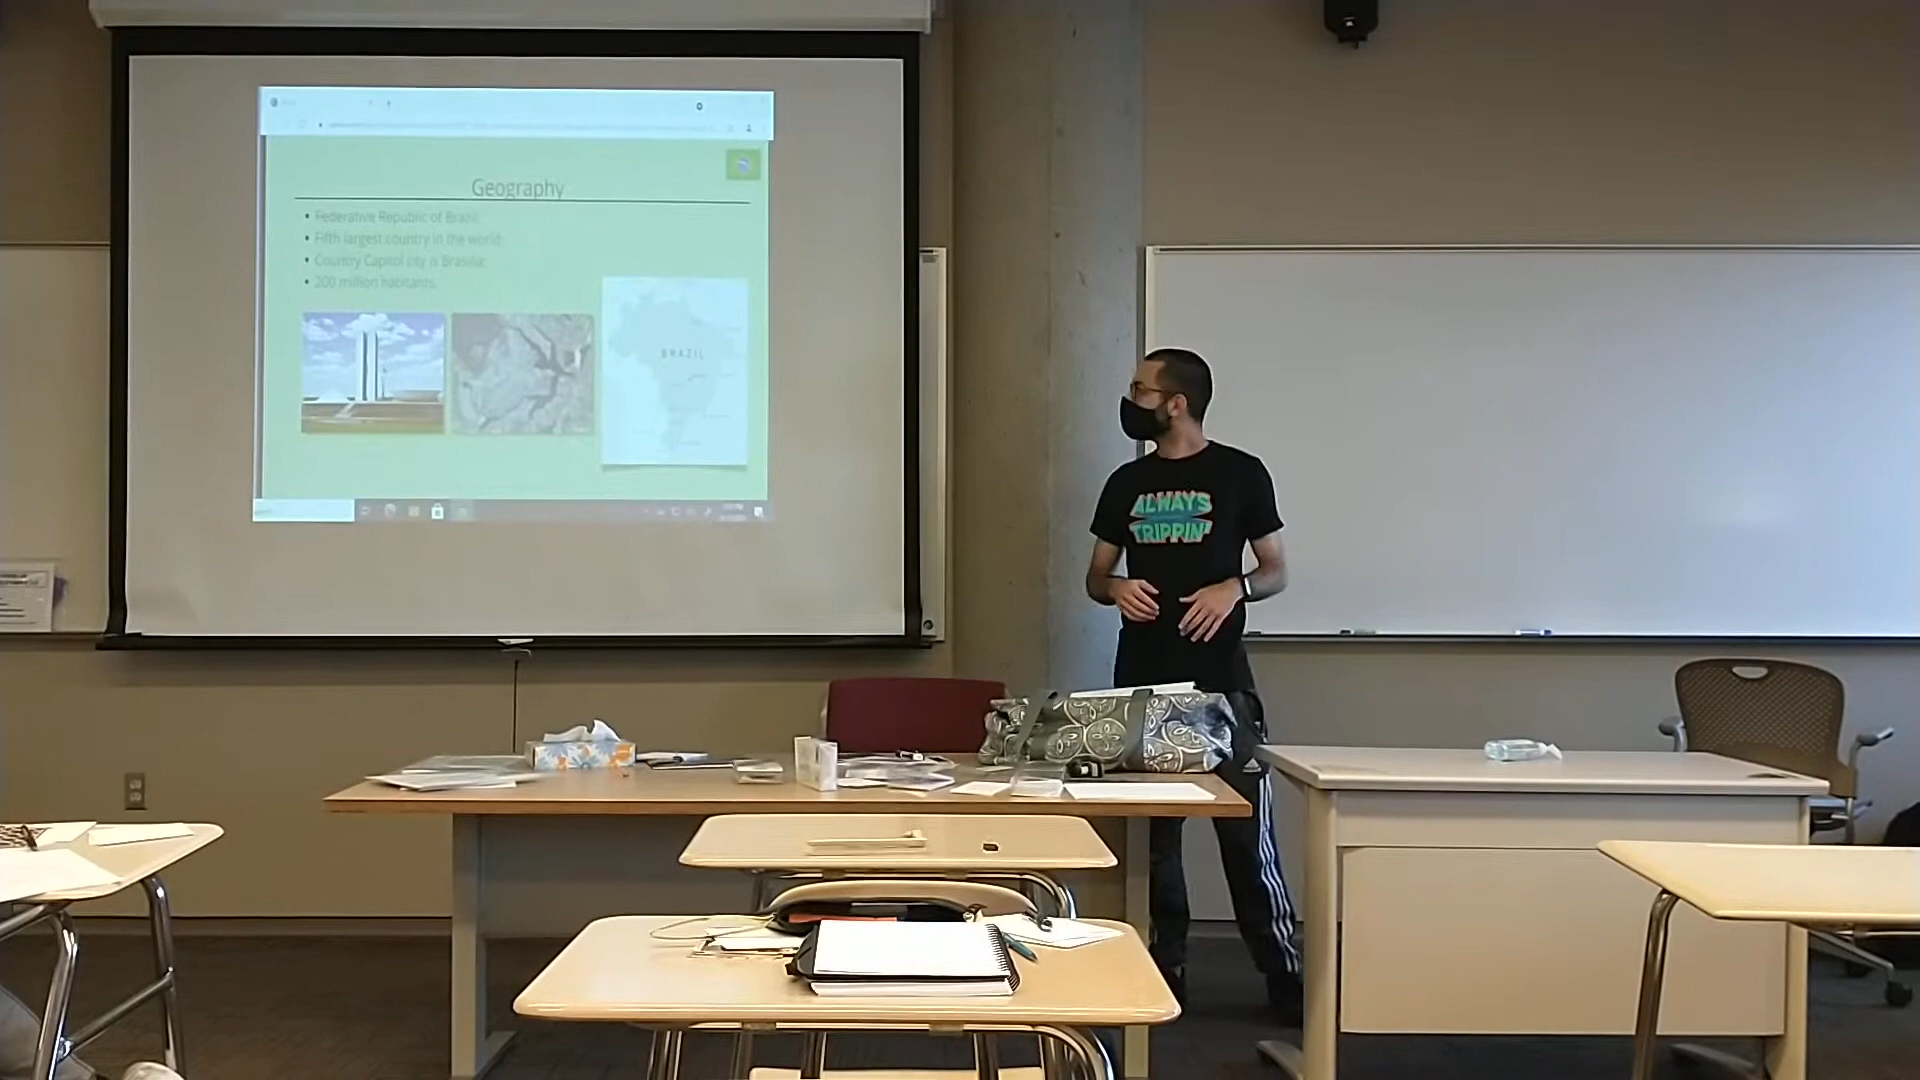 Geography
Federative Republic of Brazil;
Fifth largest country in the world;
Country Capitol city is Brasília;
200 million habitants.
BRAZIL
ALWAYS
TRIPPIN'